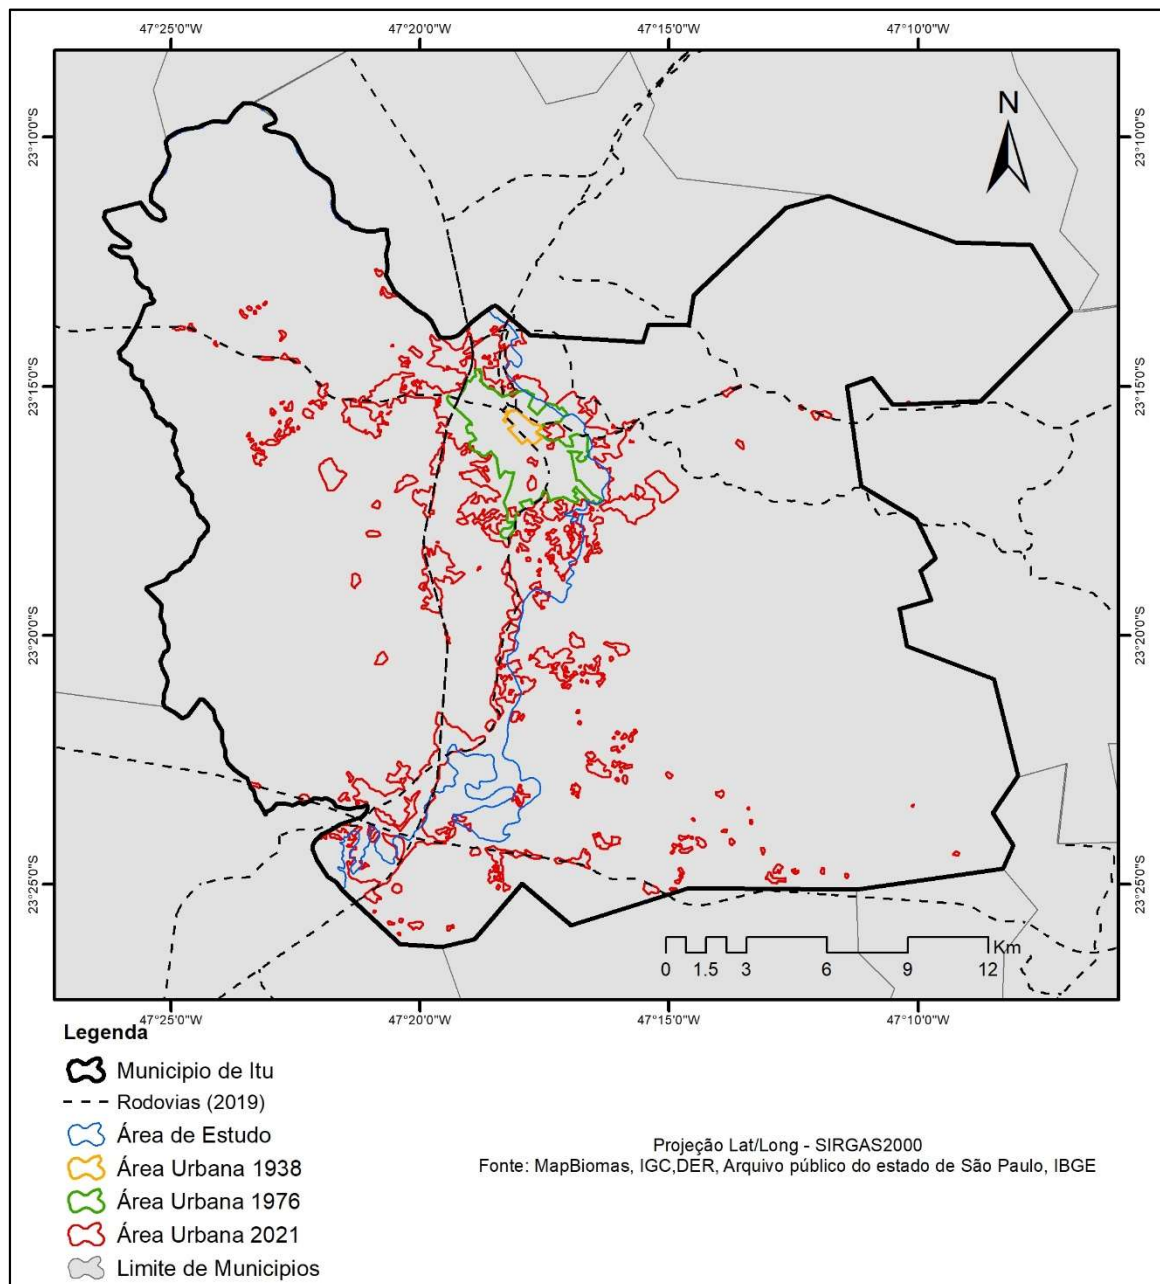 47°25'0"W 47°20'0"W 47°15'0"W 47°10'0"W
N
23°10'0"S 23°10'0"S
23°15'0"S 23°15'0"S
23°20'0"S 23°20'0"S
23°25'0"S 23°25'0"S
Km
0 1.5 3 6 9 12
47°25'0"W 47°20'0"W 47°15'0"W 47°10'0"W
Legenda
Municipio de Itu
Rodovias (2019)
Área de Estudo
Área Urbana 1938
Área Urbana 1976
Área Urbana 2021
Limite de Municipios
Projeção Lat/Long - SIRGAS2000
Fonte: MapBiomas, IGC,DER, Arquivo público do estado de São Paulo, IBGE